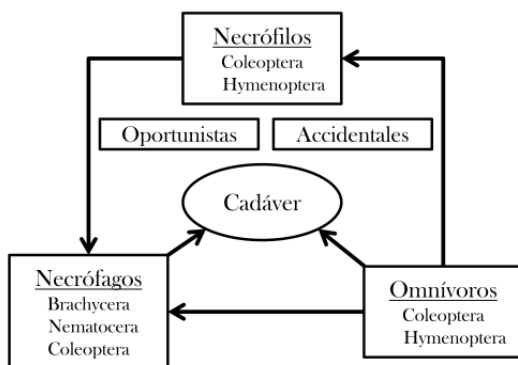 Necrófilos
Coleoptera
Hymenoptera
Oportunistas
Accidentales
Cadáver
Necrófagos
Brachycera
Nematocera
Coleoptera
Omnívoros
Coleoptera
Hymenoptera